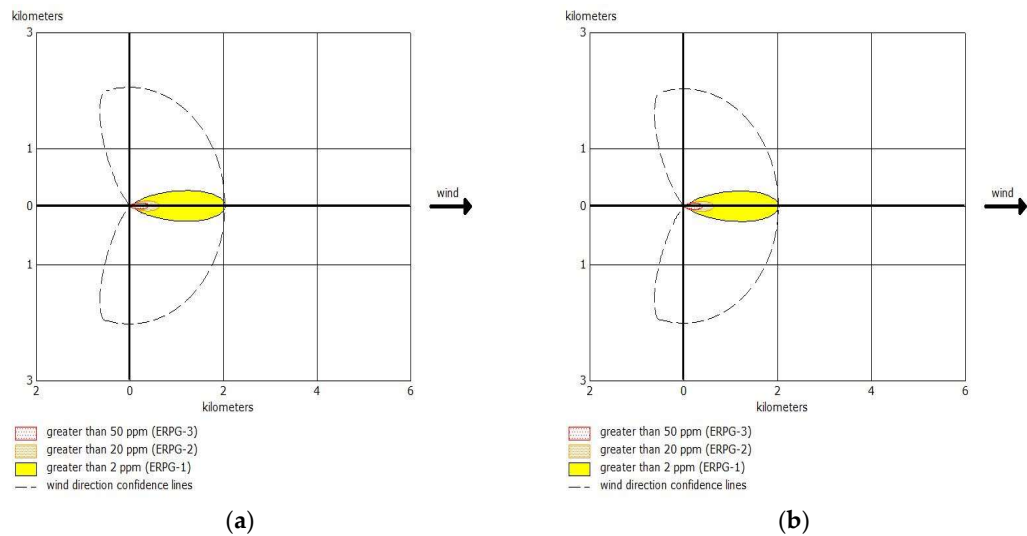 kilometers
3
1
0
1
3
2
0
2
4
6
kilometers
wind
greater than 50 ppm (ERPG-3)
greater than 20 ppm (ERPG-2)
greater than 2 ppm (ERPG-1)
wind direction confidence lines
(a)
kilometers
3
1
0
1
3
2
0
2
4
6
kilometers
wind
greater than 50 ppm (ERPG-3)
greater than 20 ppm (ERPG-2)
greater than 2 ppm (ERPG-1)
wind direction confidence lines
(b)